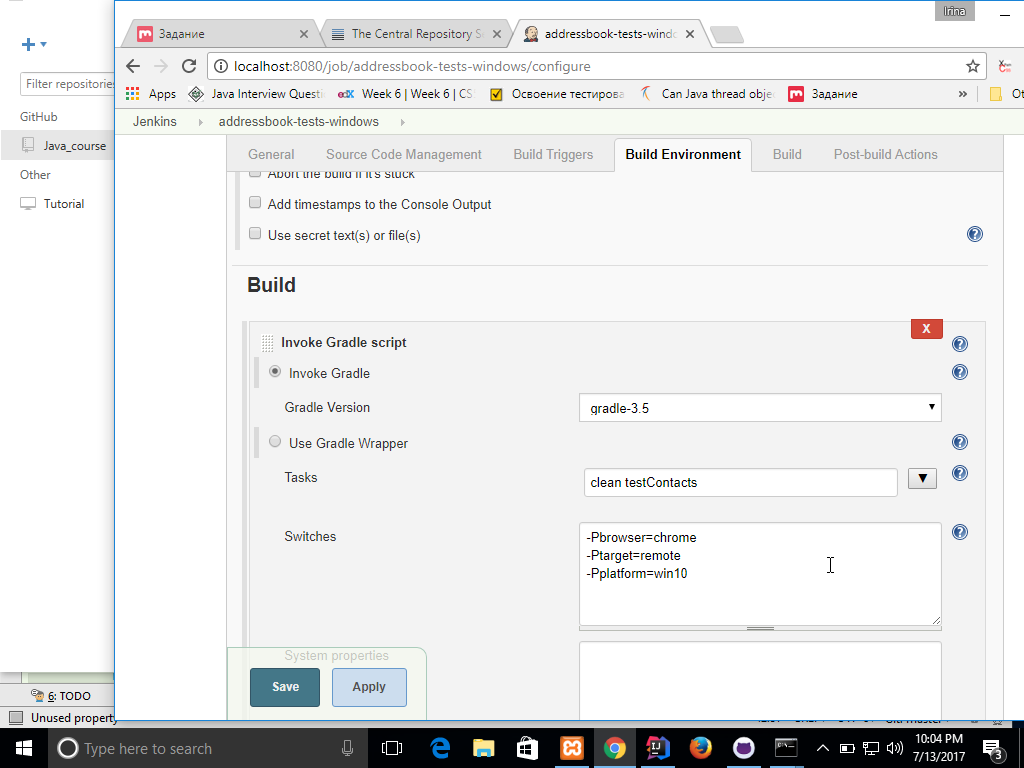 Irina
Задание
The Central Repository S
addressbook-tests-windo
localhost:8080/job/addressbook-tests-windows/configure
Apps
Java Interview Questi
edX
Week 6 | Week 6 | CS
Освоение тестирова
Can Java thread obje
Задание
»
От
Filter repositories
GitHub
Java_course
Other
Tutorial
Jenkins
addressbook-tests-windows
General
Source Code Management
Build Triggers
Build Environment
Build
Post-build Actions
Abort the build if it's stuck
Add timestamps to the Console Output
Use secret text(s) or file(s)
Build
Invoke Gradle script
X
Invoke Gradle
Gradle Version
gradle-3.5
Use Gradle Wrapper
Tasks
clean testContacts
Switches
-Pbrowser=chrome
-Ptarget=remote
-Pplatform=win10
System properties
Save
Apply
6: TODO
Unused property
Type here to search
10:04 PM
7/13/2017
3